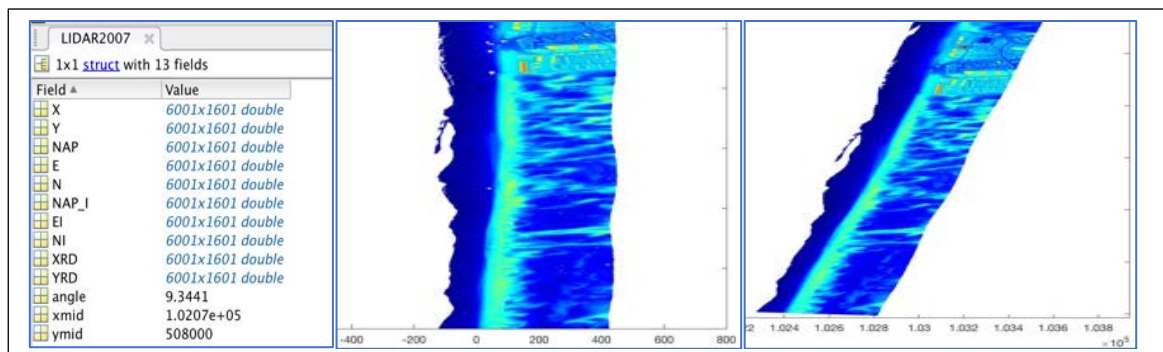 LIDAR2007
1x1 struct with 13 fields
Field Value
X 6001x1601 double
Y 6001x1601 double
NAP 6001x1601 double
E 6001x1601 double
N 6001x1601 double
NAP_I 6001x1601 double
EI 6001x1601 double
NI 6001x1601 double
XRD 6001x1601 double
YRD 6001x1601 double
angle 9.3441
xmid 1.0207e+05
ymid 508000
-400 -200 0 200 400 600 800
22 1.024 1.026 1.028 1.03 1.032 1.034 1.036 1.038
× 10⁵